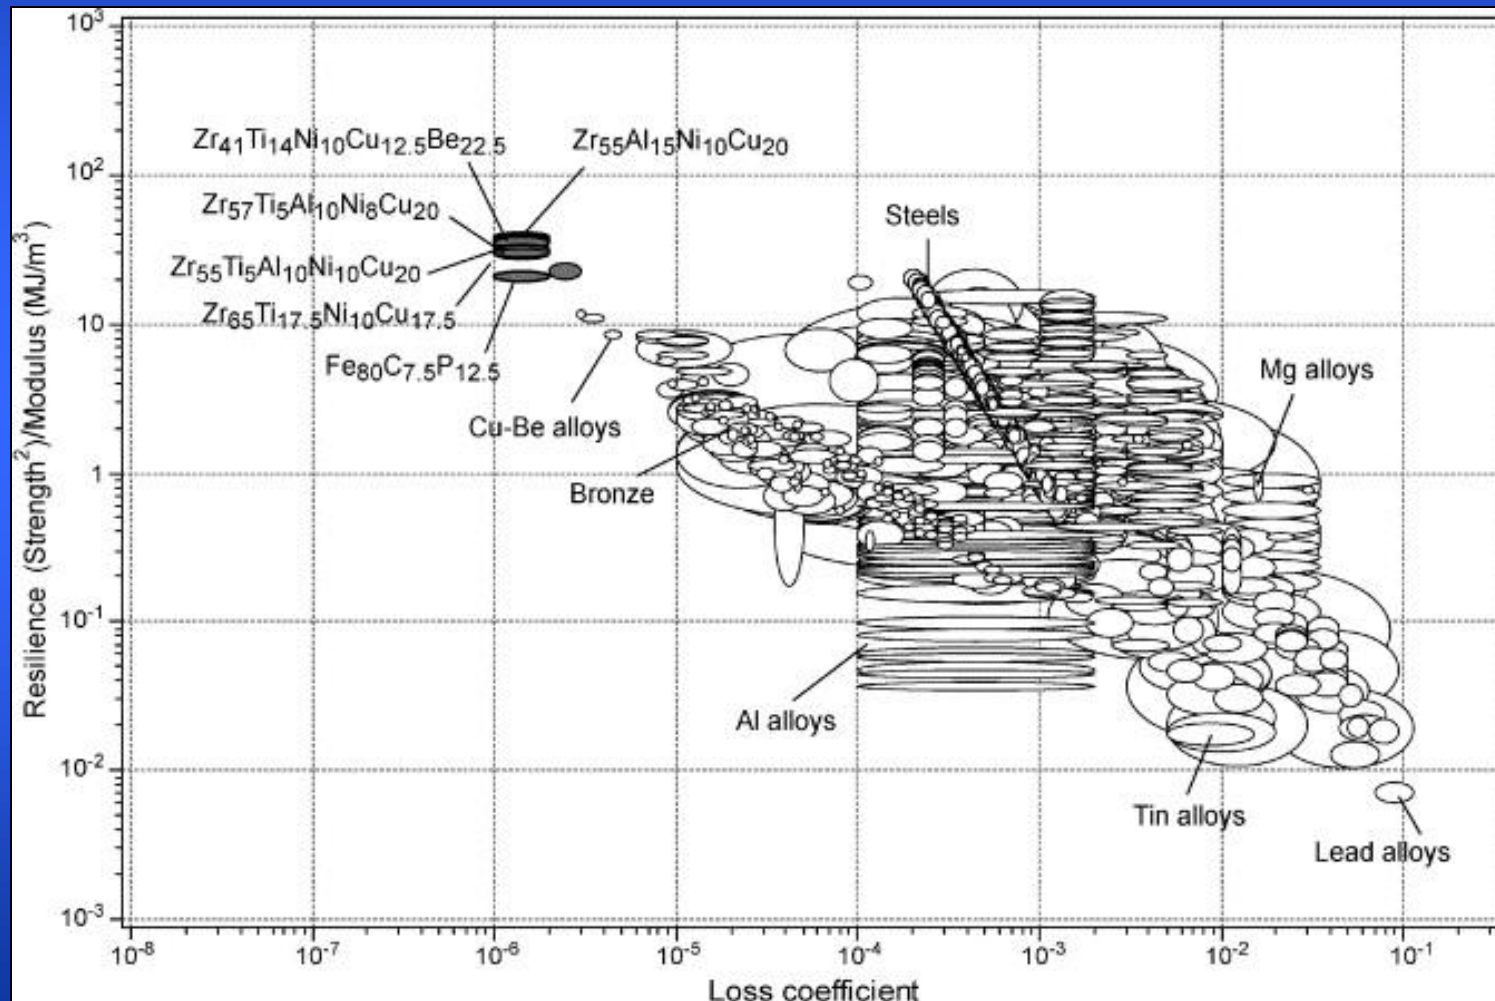 10³
10²
10
1
10⁻¹
10⁻²
10⁻³
Resilience (Strength²)/Modulus (MJ/m³)
Zr₄₁Ti₁₄Ni₁₀Cu₁₂.₅Be₂₂.₅
Zr₅₅Al₁₅Ni₁₀Cu₂₀
Zr₅₇Ti₅Al₁₀Ni₈Cu₂₀
Steels
Zr₅₅Ti₅Al₁₀Ni₁₀Cu₂₀
Zr₆₅Ti₁₇.₅Ni₁₀Cu₁₇.₅
Fe₈₀C₇.₅P₁₂.₅
Mg alloys
Cu-Be alloys
Bronze
Al alloys
Tin alloys
Lead alloys
10⁻⁸ 10⁻⁷ 10⁻⁶ 10⁻⁵ 10⁻⁴ 10⁻³ 10⁻² 10⁻¹
Loss coefficient